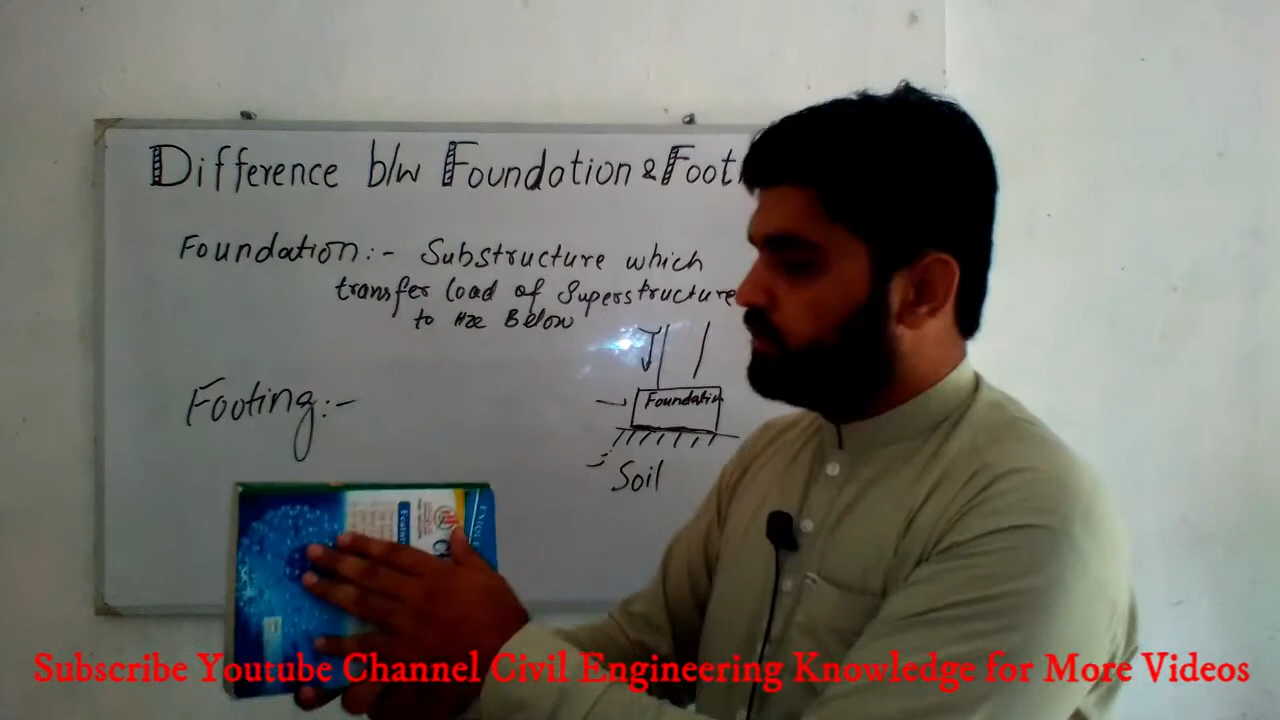 Difference b/w Foundation & Foot
Foundation:- Substructure which
transfer load of Superstructure
to the Below
Foundation
Footing:-
Soil
Subscribe Youtube Channel Civil Engineering Knowledge for More Videos